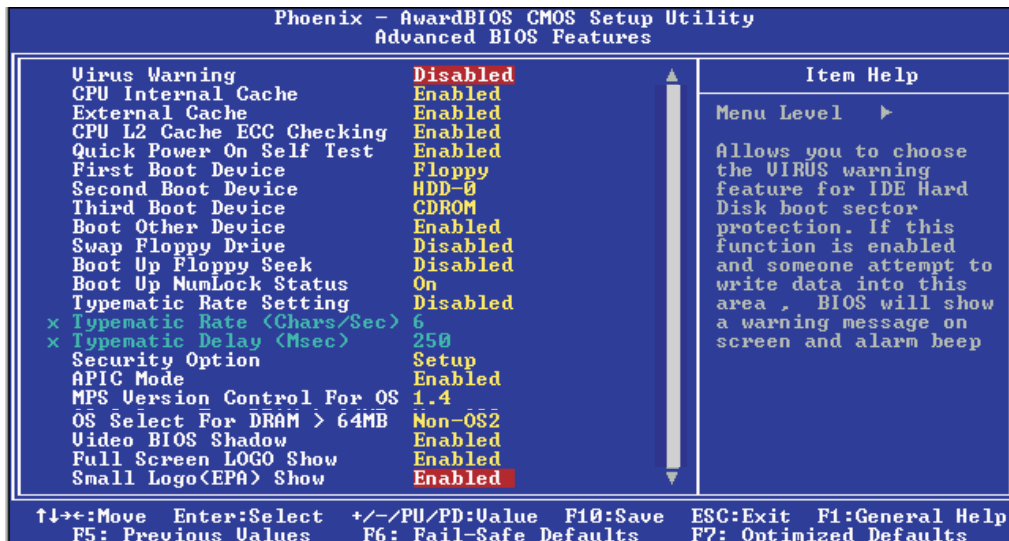 Phoenix - AwardBIOS CMOS Setup Utility
Advanced BIOS Features
Virus Warning Disabled
CPU Internal Cache Enabled
External Cache Enabled
CPU L2 Cache ECC Checking Enabled
Quick Power On Self Test Enabled
First Boot Device Floppy
Second Boot Device HDD-0
Third Boot Device CDROM
Boot Other Device Enabled
Swap Floppy Drive Disabled
Boot Up Floppy Seek Disabled
Boot Up NumLock Status On
Typematic Rate Setting Disabled
x Typematic Rate (Chars/Sec) 6
x Typematic Delay (Msec) 250
Security Option Setup
APIC Mode Enabled
MPS Version Control For OS 1.4
OS Select For DRAM > 64MB Non-OS2
Video BIOS Shadow Enabled
Full Screen LOGO Show Enabled
Small Logo(EPA) Show Enabled
Item Help
Menu Level
Allows you to choose
the VIRUS warning
feature for IDE Hard
Disk boot sector
protection. If this
function is enabled
and someone attempt to
write data into this
area , BIOS will show
a warning message on
screen and alarm beep
↑↓→←:Move Enter:Select +/-/PU/PD:Value F10:Save ESC:Exit F1:General Help
F5: Previous Values F6: Fail-Safe Defaults F7: Optimized Defaults